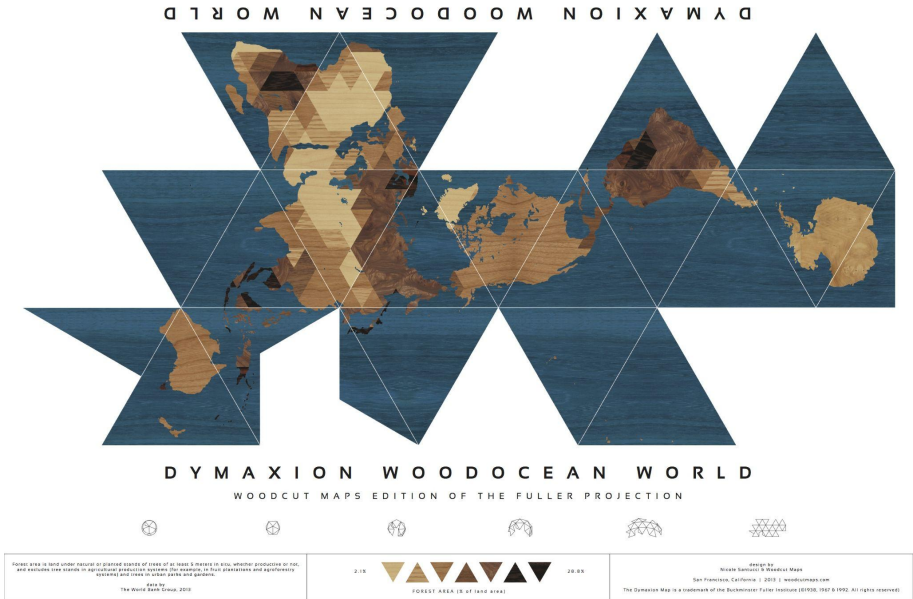 DYMAXION WOODOCEAN WORLD
DYMAXION WOODOCEAN WORLD
WOODCUT MAPS EDITION OF THE FULLER PROJECTION
Forest area is land under natural or planted stands of trees of at least 5 meters in situ, whether productive or not,
and excludes tree stands in agricultural production systems (for example, in fruit plantations and agroforestry
systems) and trees in urban parks and gardens.
data by
The World Bank Group, 2013
2.1%
FOREST AREA (% of land area)
design by
Nicole Santucci & Woodcut Maps
San Francisco, California | 2013 | woodcutmaps.com
The Dymaxion Map is a trademark of the Buckminster Fuller Institute (©1938, 1967 & 1992. All rights reserved)